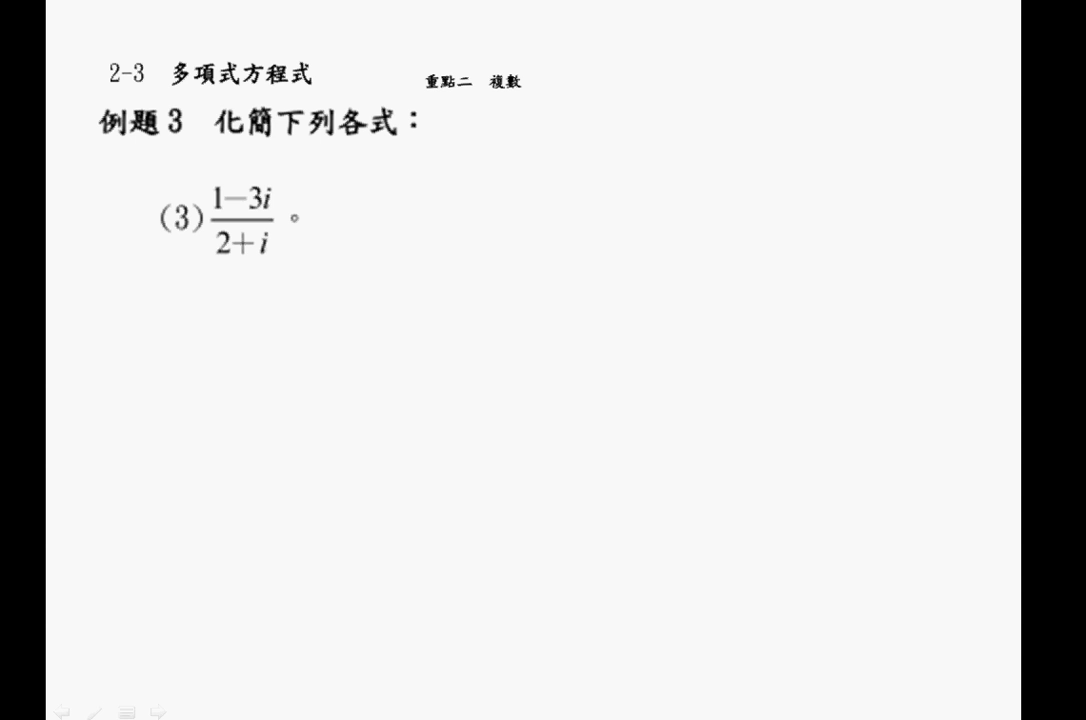 2-3 多項式方程式 重點二 複數
例題3 化簡下列各式：
(3) \frac{1-3i}{2+i}。